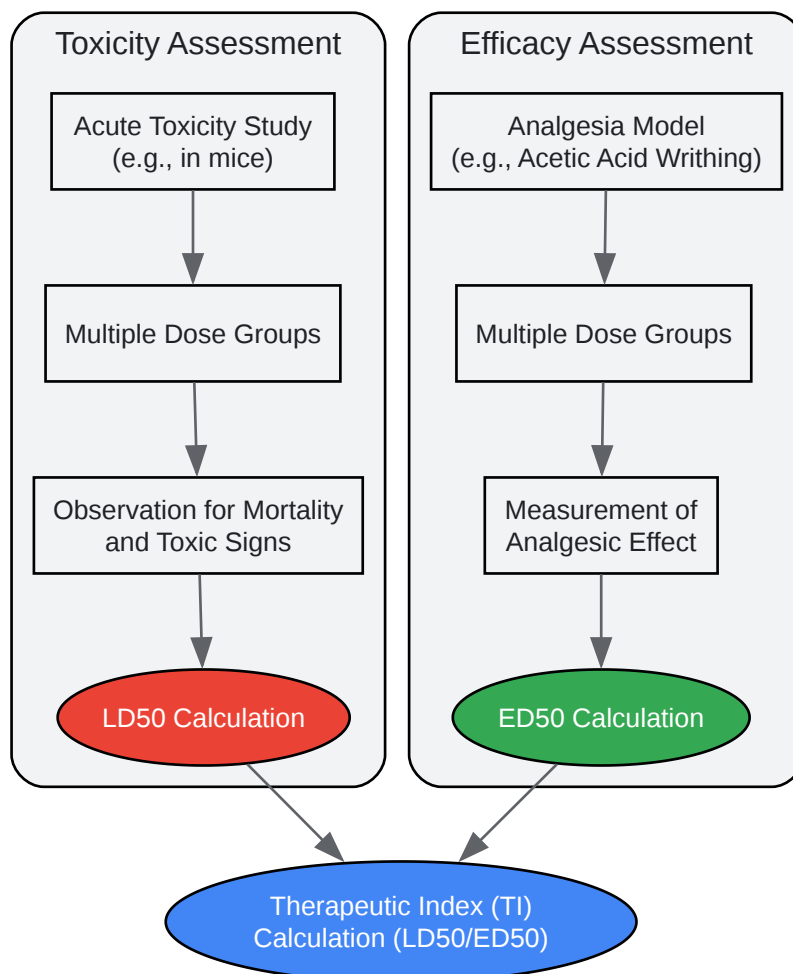 Toxicity Assessment
Acute Toxicity Study
(e.g., in mice)
Multiple Dose Groups
Observation for Mortality
and Toxic Signs
LD50 Calculation
Efficacy Assessment
Analgesia Model
(e.g., Acetic Acid Writhing)
Multiple Dose Groups
Measurement of
Analgesic Effect
ED50 Calculation
Therapeutic Index (TI)
Calculation (LD50/ED50)